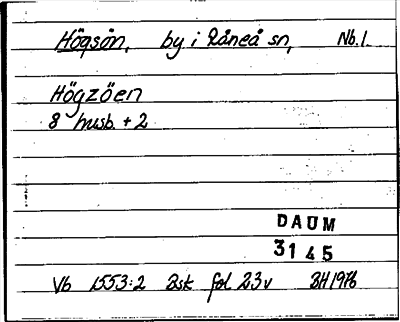 Högsön, by i Råneå sn, Nb.l.
Högzöen
8 husb. + 2
DAUM
3145
Vb 1553:2 Bsk fol 23v BH 1976